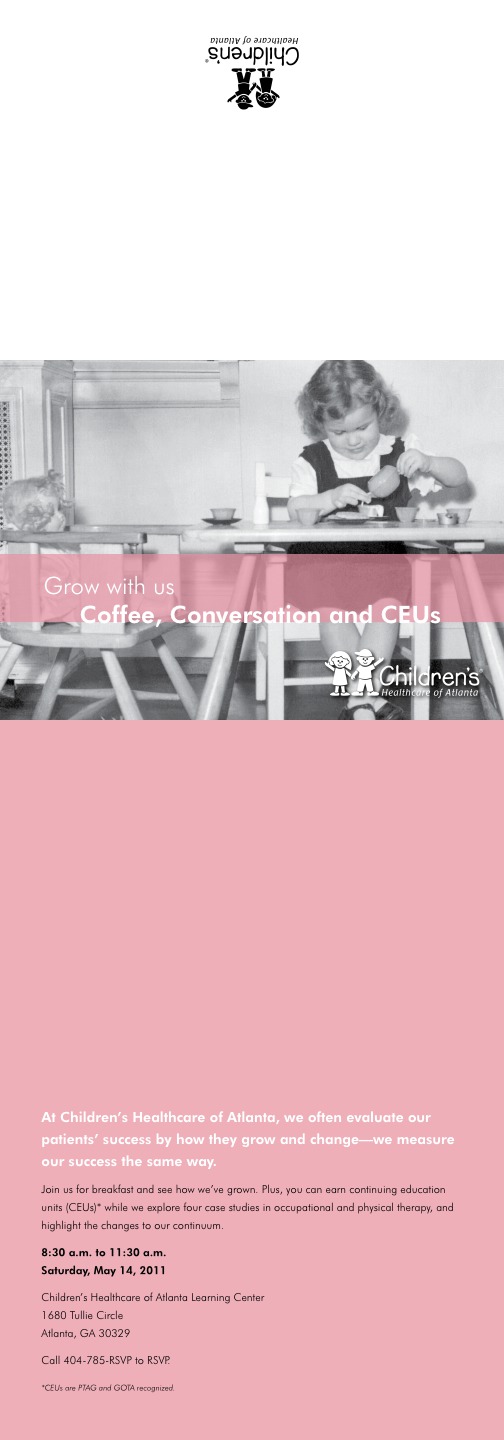 Children's®
Healthcare of Atlanta
Grow with us
Coffee, Conversation and CEUs
Children's®
Healthcare of Atlanta
At Children's Healthcare of Atlanta, we often evaluate our
patients' success by how they grow and change—we measure
our success the same way.
Join us for breakfast and see how we've grown. Plus, you can earn continuing education
units (CEUs)* while we explore four case studies in occupational and physical therapy, and
highlight the changes to our continuum.
8:30 a.m. to 11:30 a.m.
Saturday, May 14, 2011
Children's Healthcare of Atlanta Learning Center
1680 Tullie Circle
Atlanta, GA 30329
Call 404-785-RSVP to RSVP.
*CEUs are PTAG and GOTA recognized.